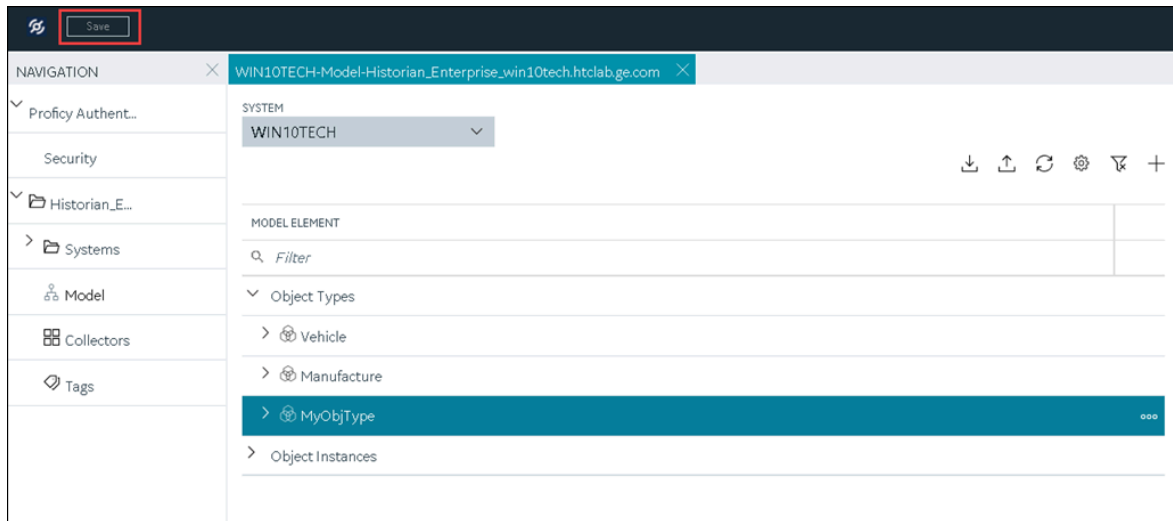 Save
NAVIGATION
WIN10TECH-Model-Historian_Enterprise_win10tech.htclab.ge.com
Proficy Authent...
Security
Historian_E...
Systems
Model
Collectors
Tags
SYSTEM
WIN10TECH
MODEL ELEMENT
Filter
Object Types
Vehicle
Manufacture
MyObjType
Object Instances